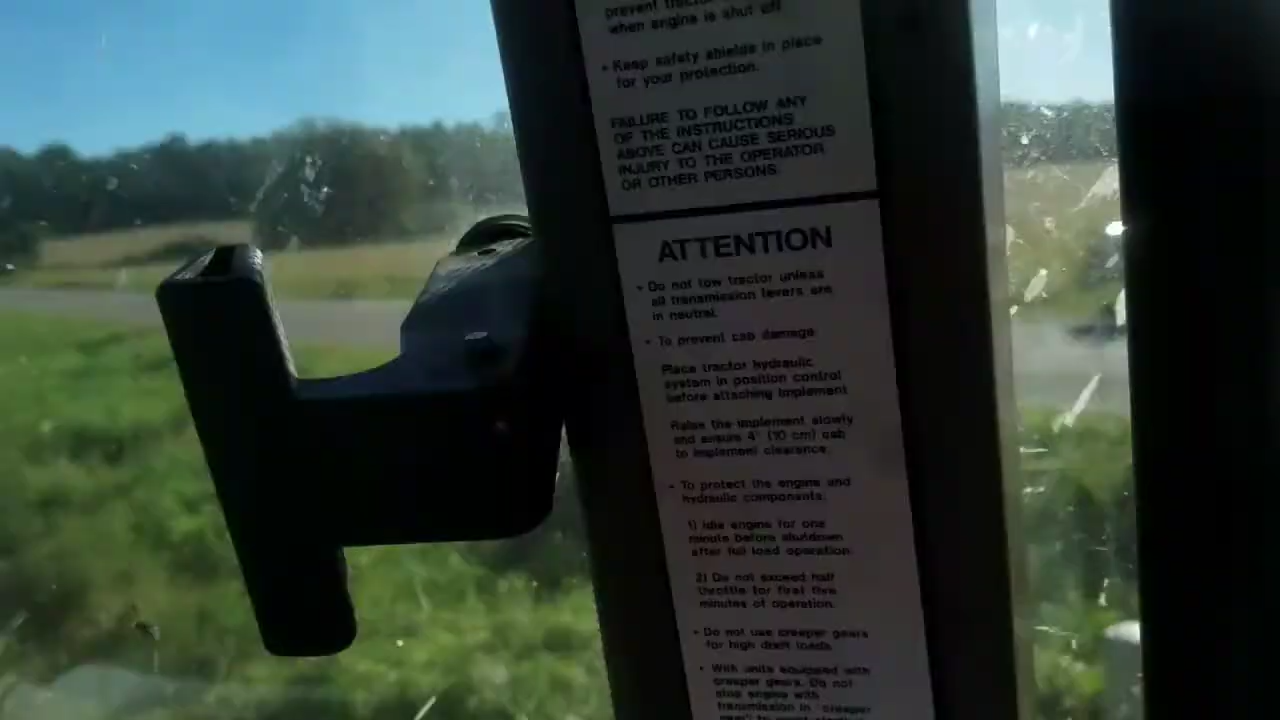 prevent tractor
when engine is shut off
• Keep safety shields in place
for your protection.
FAILURE TO FOLLOW ANY
OF THE INSTRUCTIONS
ABOVE CAN CAUSE SERIOUS
INJURY TO THE OPERATOR
OR OTHER PERSONS.
ATTENTION
• Do not tow tractor unless
all transmission levers are
in neutral.
• To prevent cab damage:
Place tractor hydraulic
system in position control
before attaching implement
Raise the implement slowly
and ensure 4" (10 cm) cab
to implement clearance.
• To protect the engine and
hydraulic components:
1) Idle engine for one
minute before shutdown
after full load operation.
2) Do not exceed half
throttle for first five
minutes of operation.
• Do not use creeper gears
for high draft loads.
• With units equipped with
creeper gears. Do not
stop engine with
transmission in "creeper
gear" to